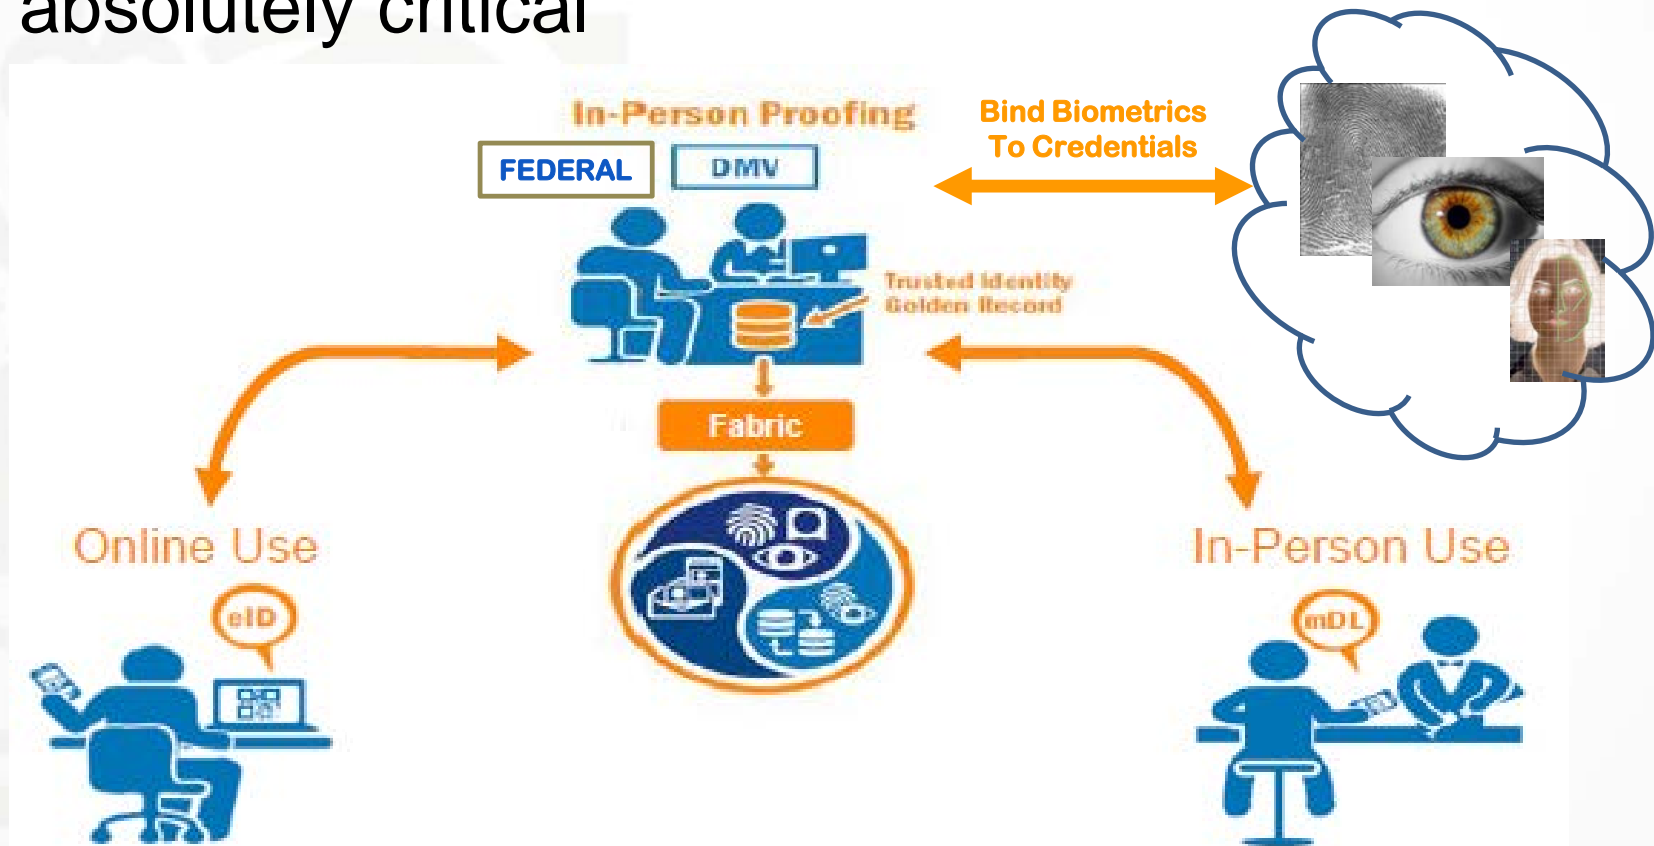 absolutely critical
In-Person Proofing
Bind Biometrics
To Credentials
FEDERAL
DMV
Trusted Identity
Golden Record
Fabric
Online Use
In-Person Use
eID
mDL